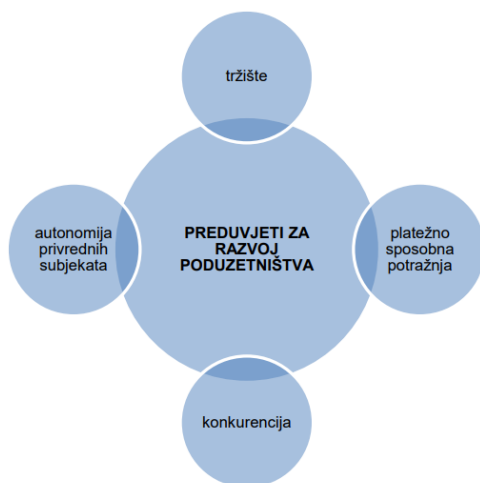 tržište
autonomija
privrednih
subjekata
PREDUVJETI ZA
RAZVOJ
PODUZETNIŠTVA
platežno
sposobna
potražnja
konkurencija